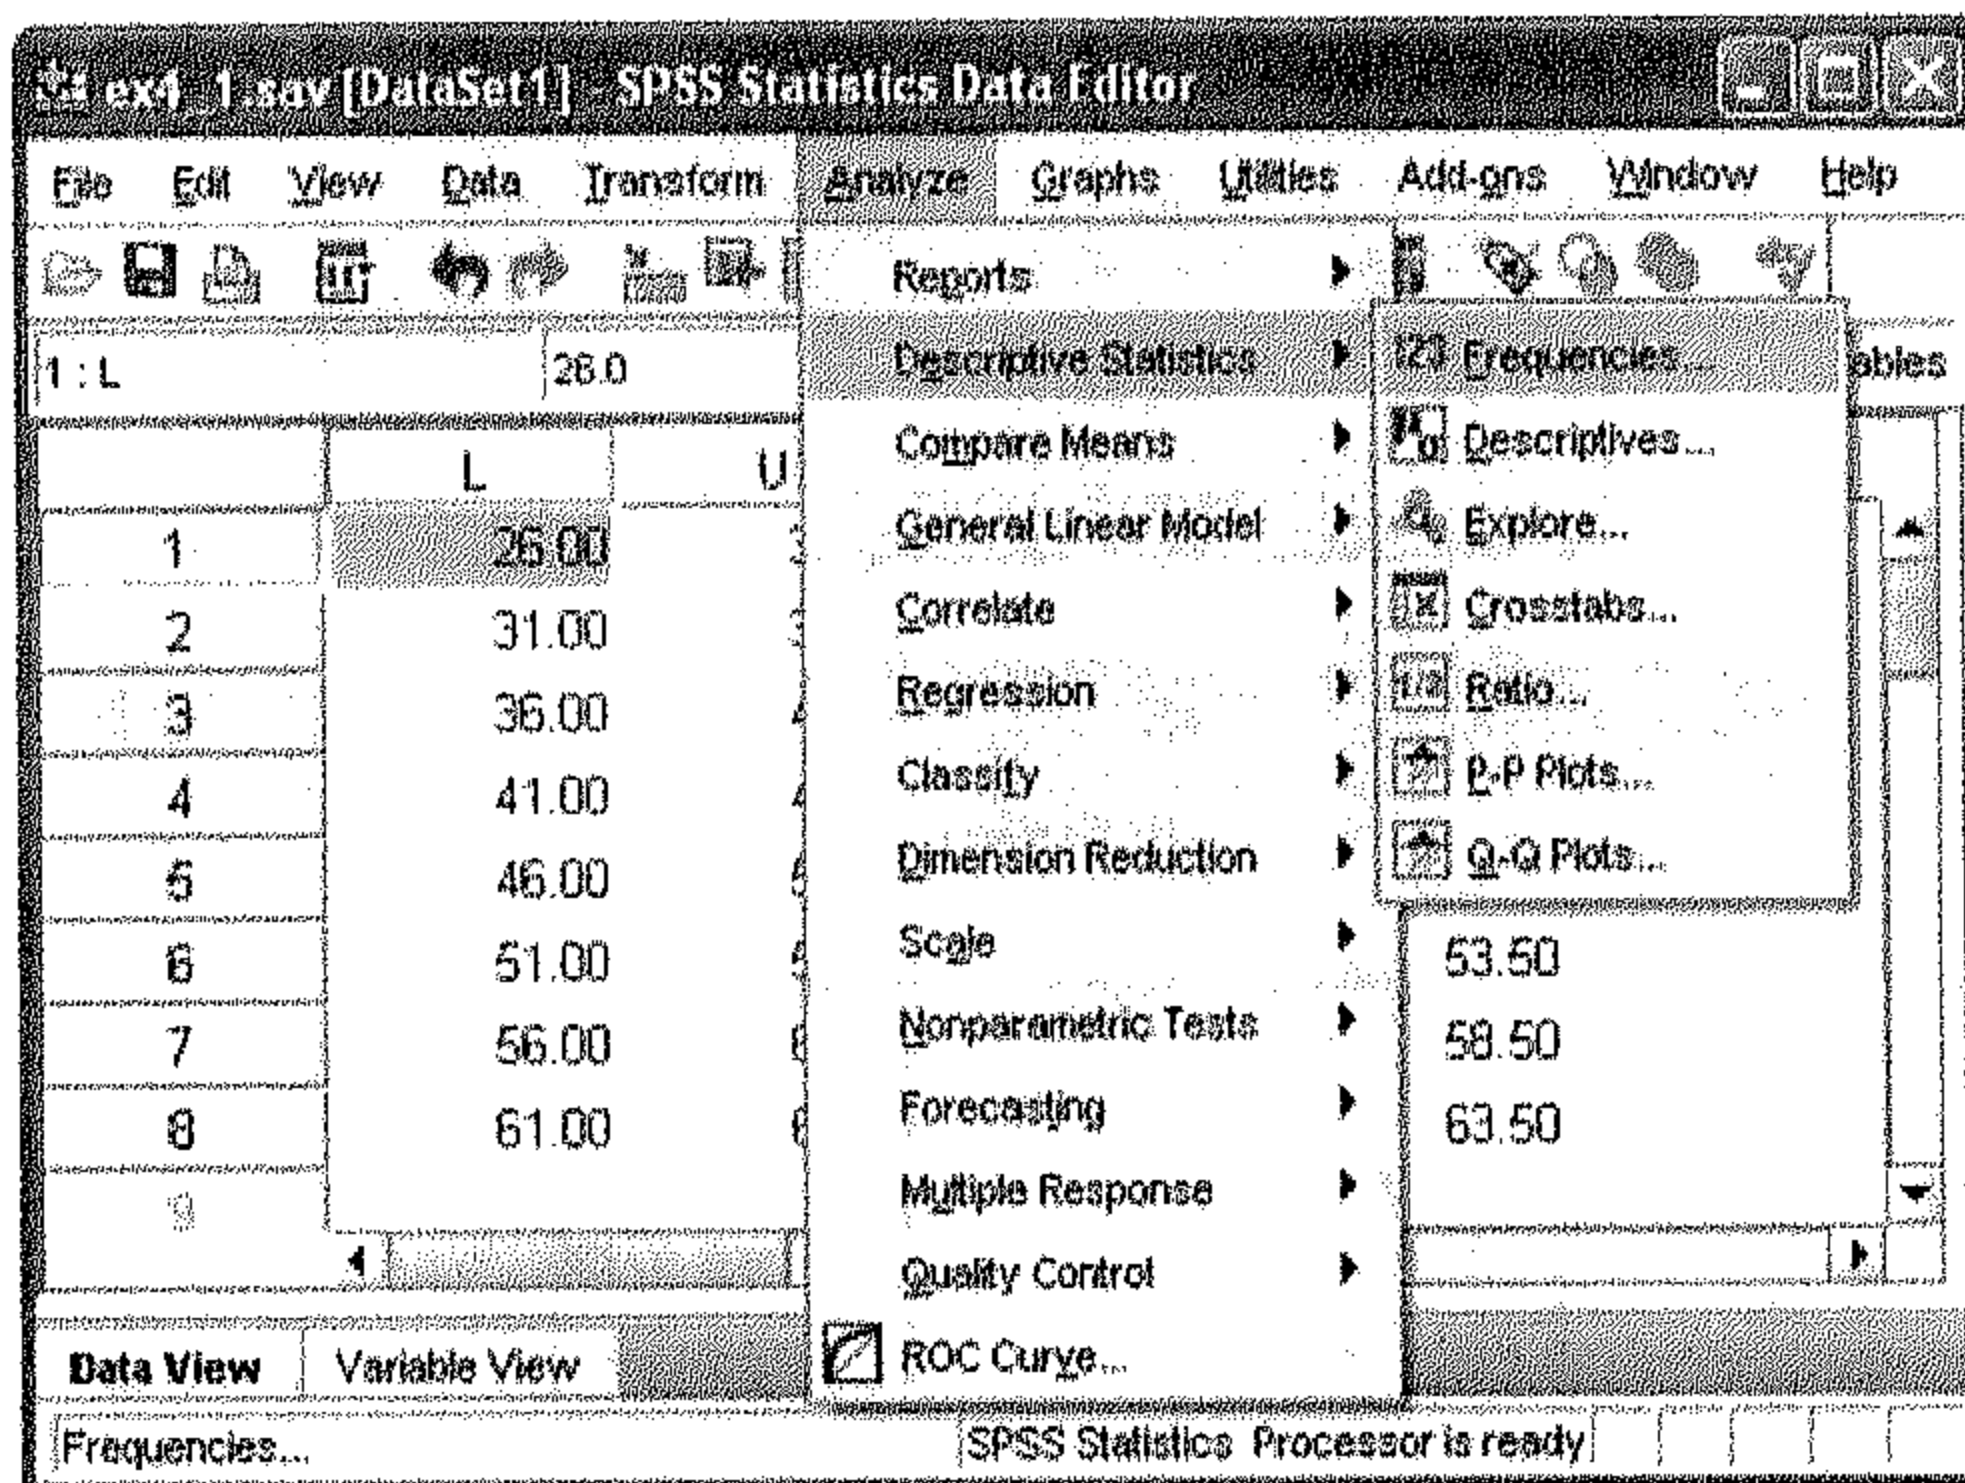 ex4_1.sav [DataSet1] - SPSS Statistics Data Editor
File Edit View Data Transform Analyze Graphs Utilities Add-ons Window Help
Reports
1 : L 26.0 Descriptive Statistics 123 Frequencies... ables
L U Compare Means Descriptives...
1 26.00 General Linear Model Explore...
2 31.00 Correlate Crosstabs...
3 36.00 Regression 1/2 Ratio...
4 41.00 Classify P-P Plots...
5 46.00 Dimension Reduction Q-Q Plots...
6 51.00 Scale 53.50
7 56.00 Nonparametric Tests 58.50
8 61.00 Forecasting 63.50
9 Multiple Response
Quality Control
Data View Variable View ROC Curve...
Frequencies... SPSS Statistics Processor is ready